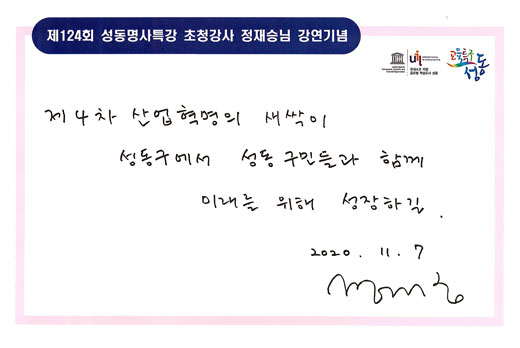 제124회 성동명사특강 초청강사 정재승님 강연기념
교육특구
성동
제4차 산업혁명의 새싹이
성동구에서 성동 구민들과 함께
미래를 위해 성장하길.
2020. 11. 7